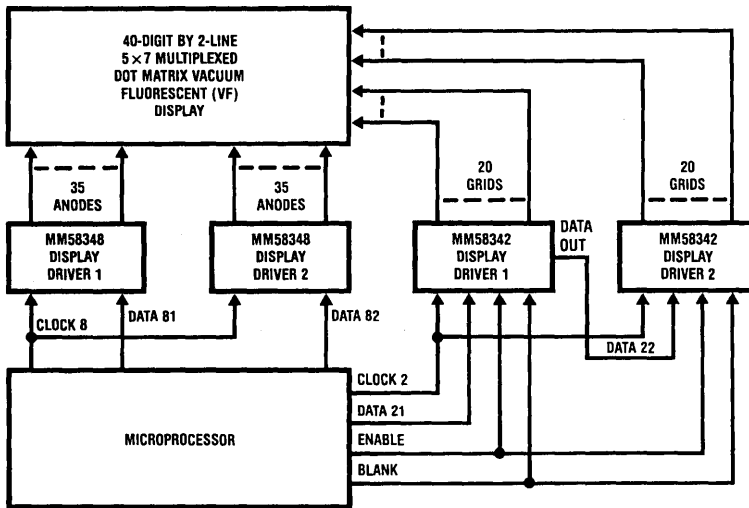 40-DIGIT BY 2-LINE
5 × 7 MULTIPLEXED
DOT MATRIX VACUUM
FLUORESCENT (VF)
DISPLAY
35
ANODES
35
ANODES
20
GRIDS
20
GRIDS
MM58348
DISPLAY
DRIVER 1
MM58348
DISPLAY
DRIVER 2
MM58342
DISPLAY
DRIVER 1
DATA
OUT
MM58342
DISPLAY
DRIVER 2
CLOCK 8
DATA 81
DATA 82
DATA 22
MICROPROCESSOR
CLOCK 2
DATA 21
ENABLE
BLANK